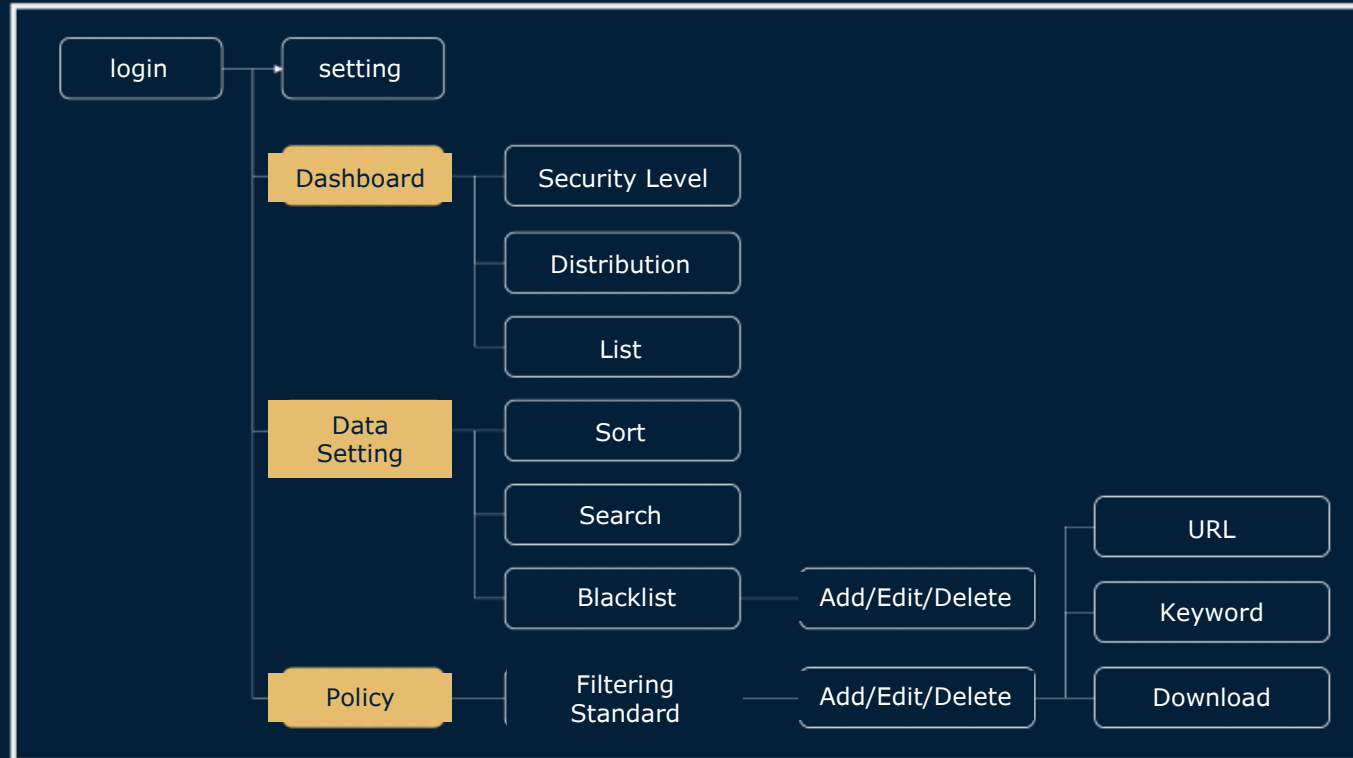 login
setting
Dashboard
Security Level
Distribution
List
Data
Setting
Sort
Search
Blacklist
Add/Edit/Delete
URL
Keyword
Policy
Filtering
Standard
Add/Edit/Delete
Download